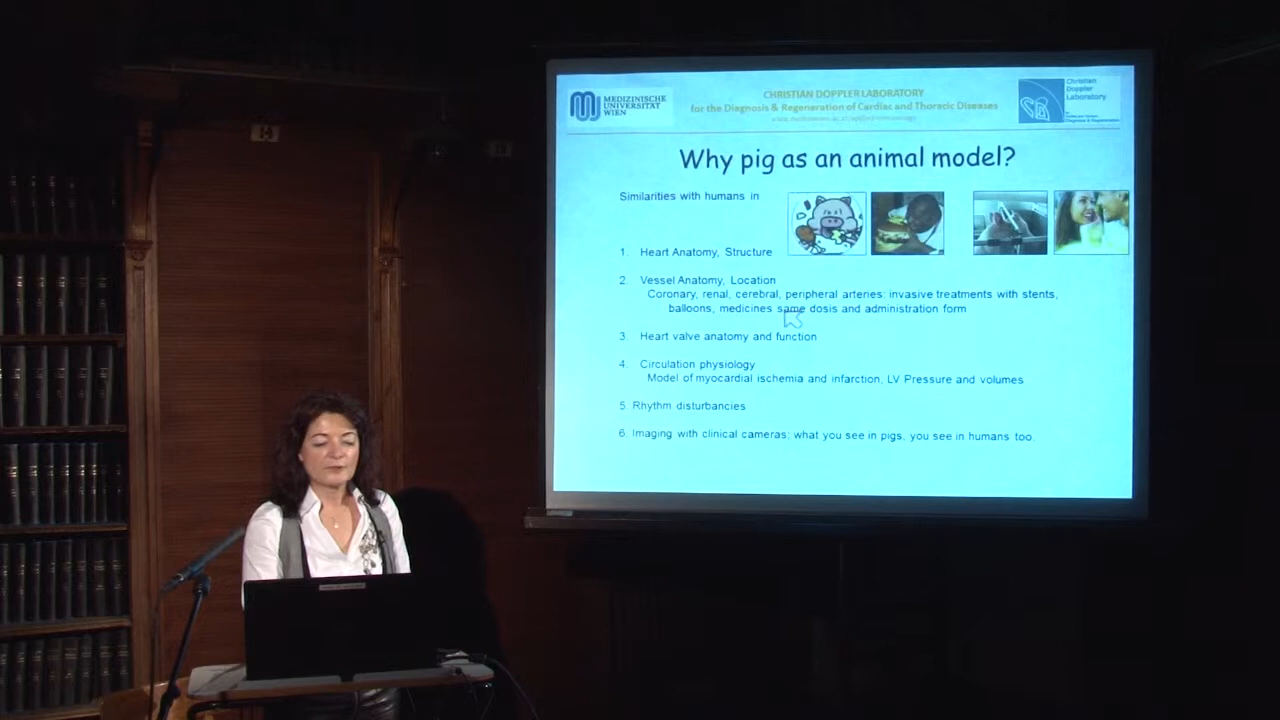 14
MEDIZINISCHE
UNIVERSITÄT
WIEN
CHRISTIAN DOPPLER LABORATORY
for the Diagnosis & Regeneration of Cardiac and Thoracic Diseases
Christian
Doppler
Laboratory
Diagnosis & Regeneration
Why pig as an animal model?
Similarities with humans in
1. Heart Anatomy, Structure
2. Vessel Anatomy, Location
Coronary, renal, cerebral, peripheral arteries: invasive treatments with stents,
balloons, medicines same dosis and administration form
3. Heart valve anatomy and function
4. Circulation physiology
Model of myocardial ischemia and infarction, LV Pressure and volumes
5. Rhythm disturbancies
6. Imaging with clinical cameras: what you see in pigs, you see in humans too.